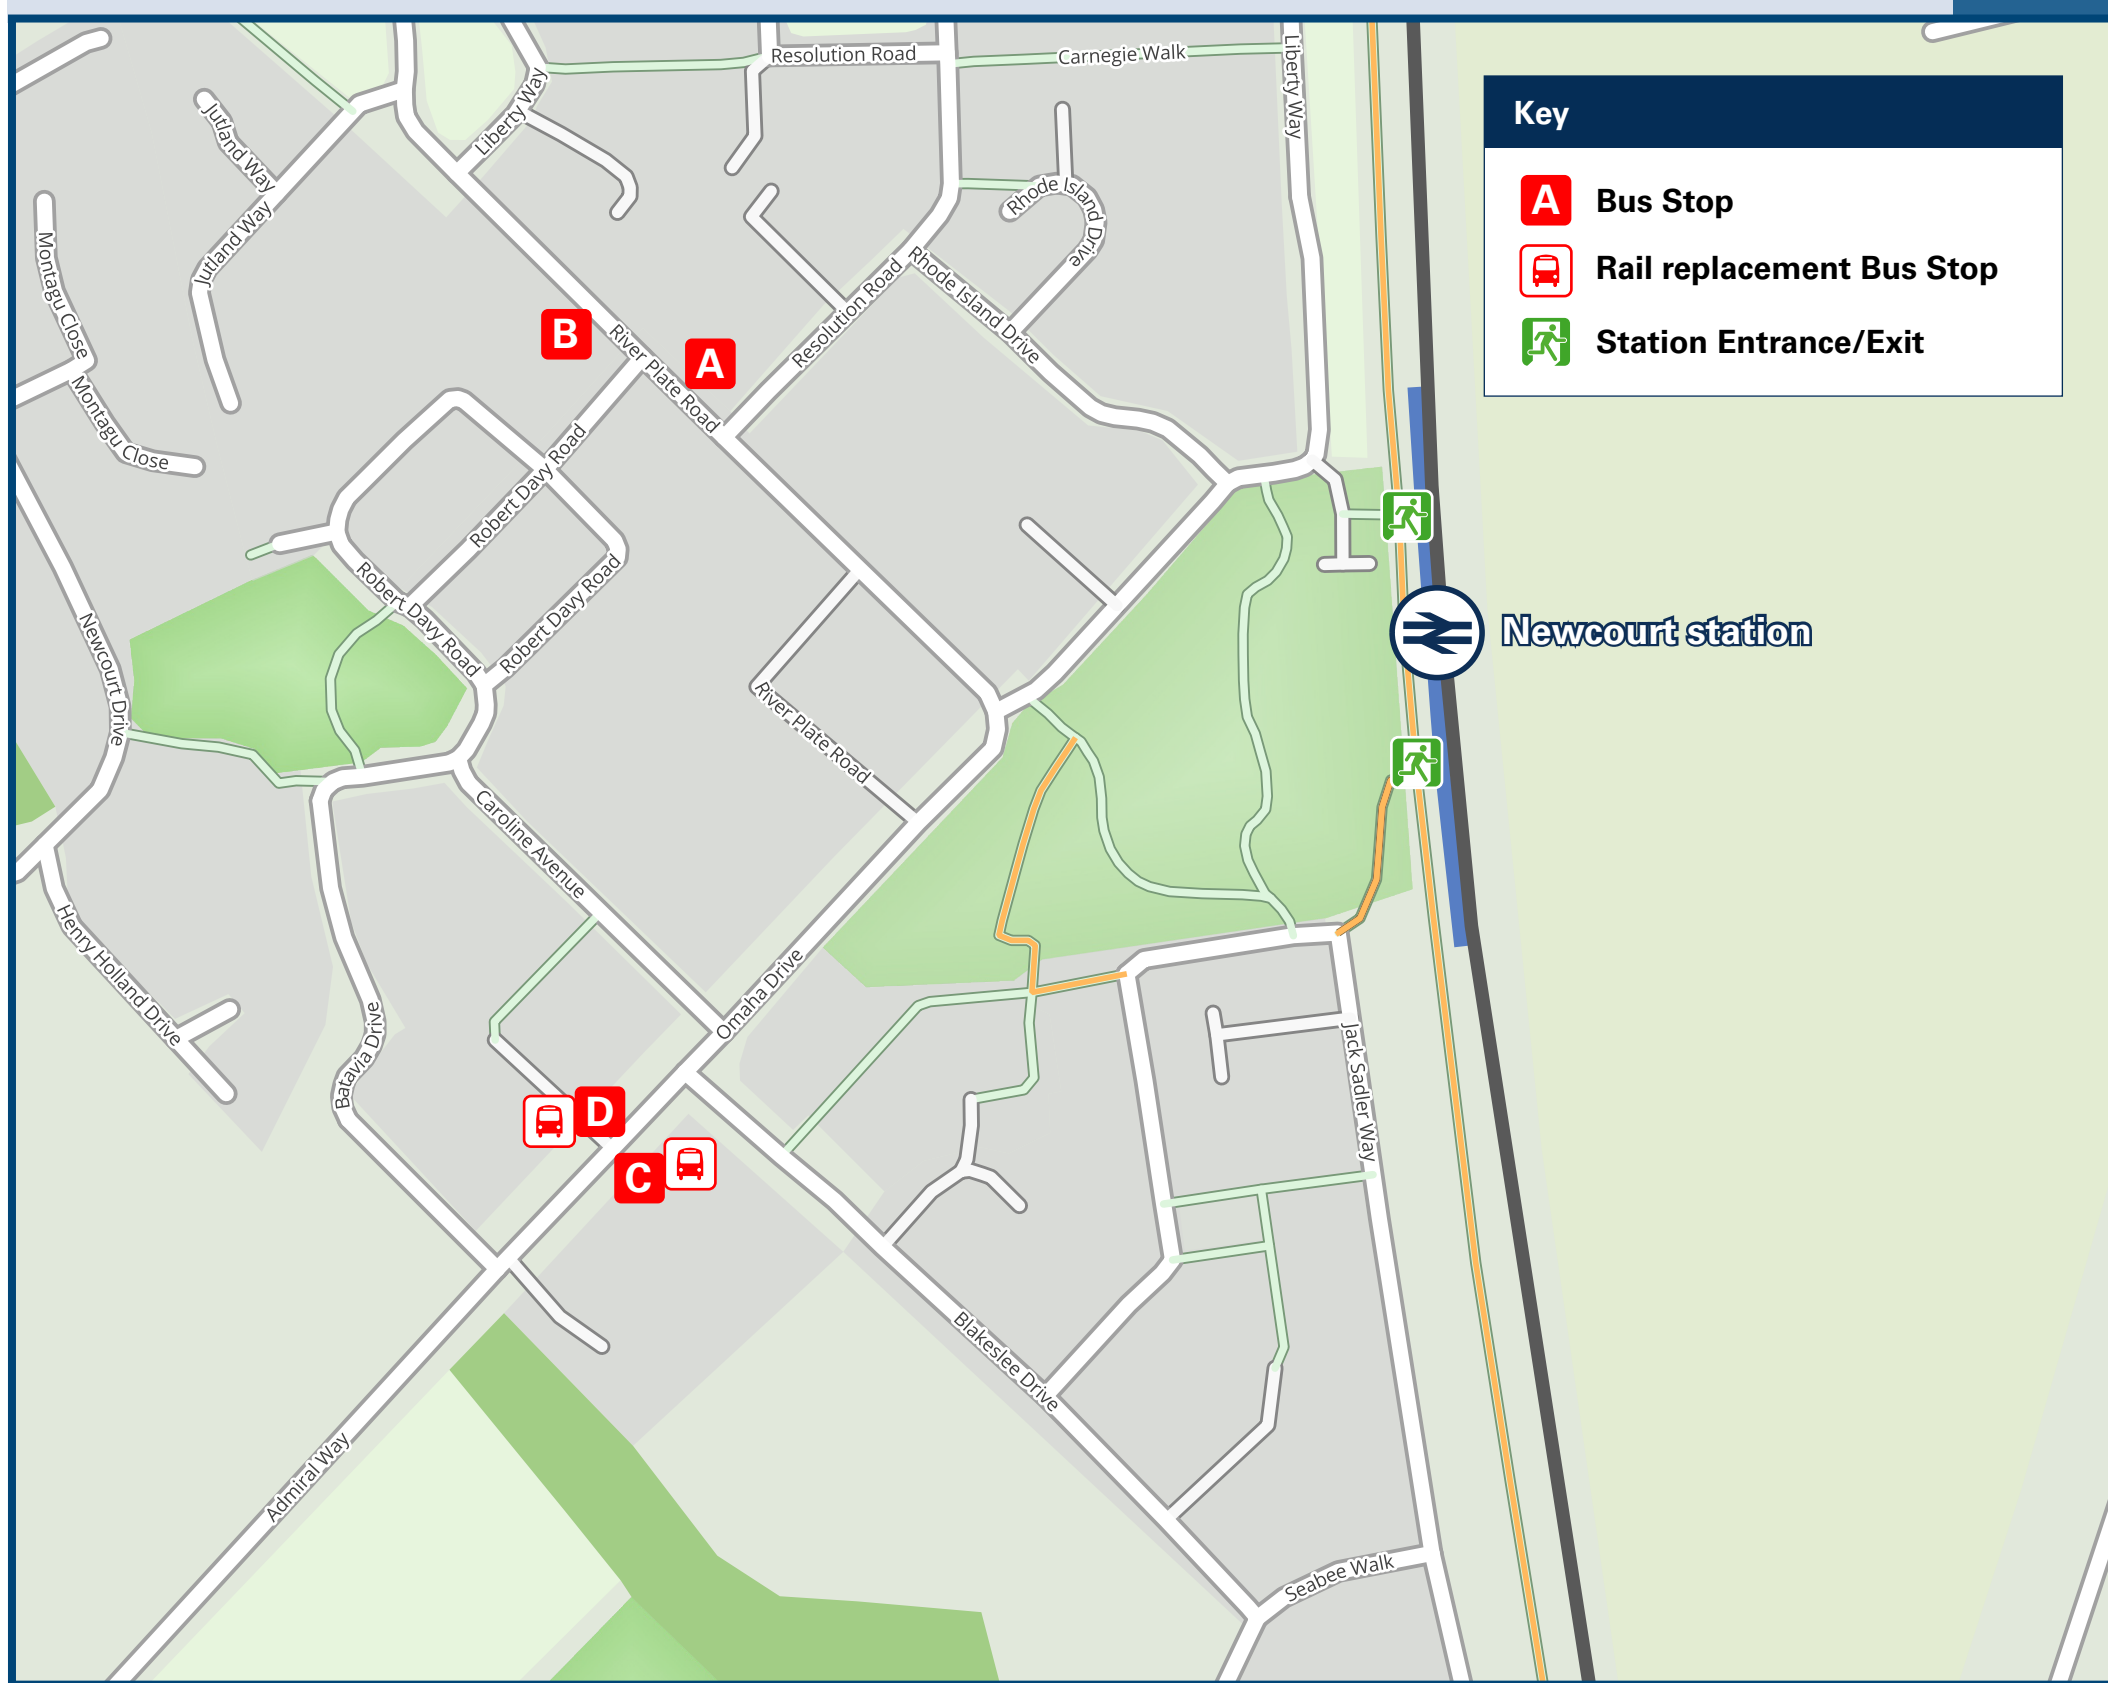 Resolution Road
Carnegie Walk
Liberty Way
Liberty Way
Key
A Bus Stop
Rail replacement Bus Stop
Station Entrance/Exit
Jutland Way
Jutland Way
Montagu Close
Montagu Close
Rhode Island Drive
Rhode Island Drive
Resolution Road
B
A
River Plate Road
Robert Davy Road
Robert Davy Road
Robert Davy Road
Newcourt Drive
Newcourt station
River Plate Road
Caroline Avenue
Henry Holland Drive
Omaha Drive
Batavia Drive
Jack Sadler Way
D
C
Blakeslee Drive
Admiral Way
Seabee Walk